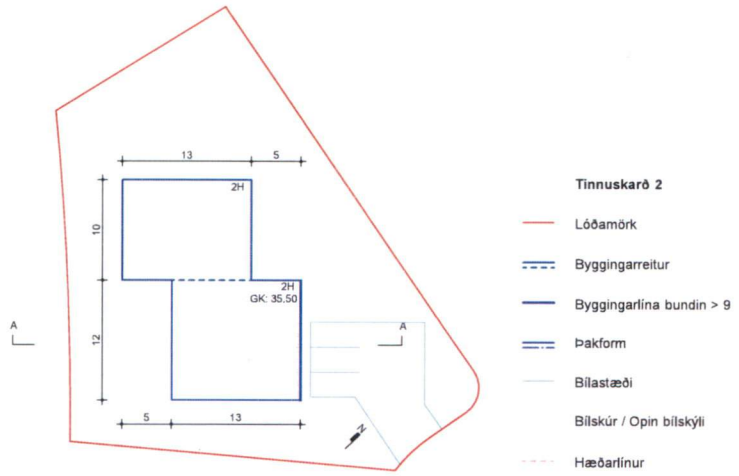 13
5
2H
10
2H
GK: 35.50
12
A
A
5
13
N
Tinnuskarð 2
Lóðamörk
Byggingarreitur
Byggingarlína bundin > 9
Þakform
Bílastæði
Bílskúr / Opin bílskýli
Hæðarlínur